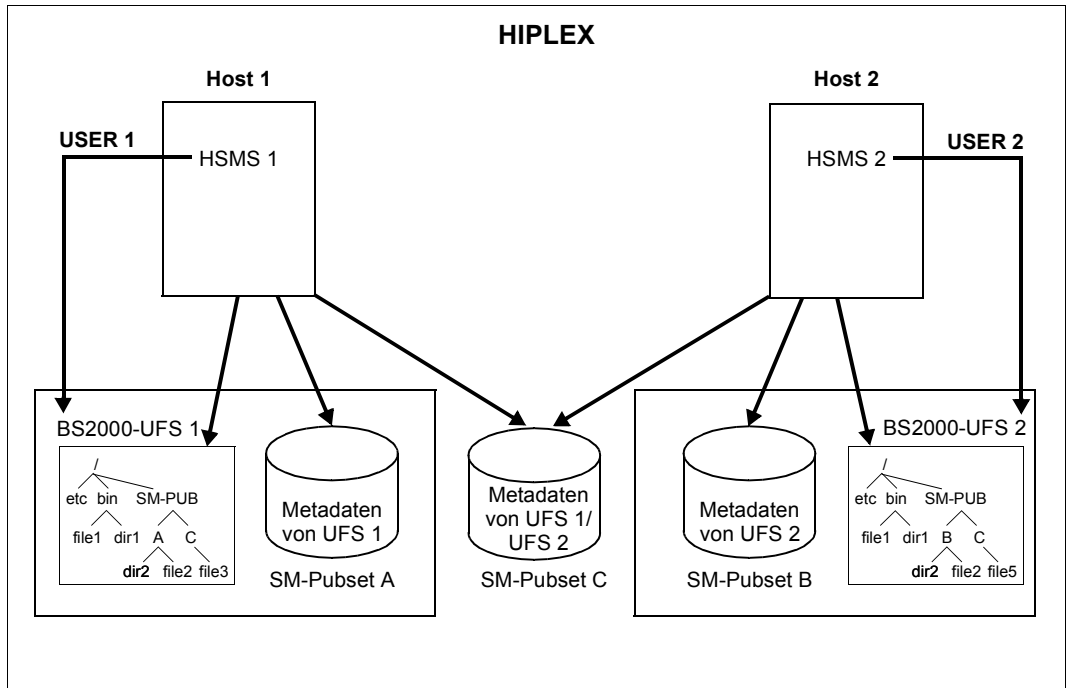 HIPLEX
Host 1
Host 2
USER 1
HSMS 1
HSMS 2
USER 2
BS2000-UFS 1
/
etc bin SM-PUB
file1 dir1 A C
dir2 file2 file3
Metadaten
von UFS 1
SM-Pubset A
Metadaten
von UFS 1/
UFS 2
SM-Pubset C
Metadaten
von UFS 2
SM-Pubset B
BS2000-UFS 2
/
etc bin SM-PUB
file1 dir1 B C
dir2 file2 file5